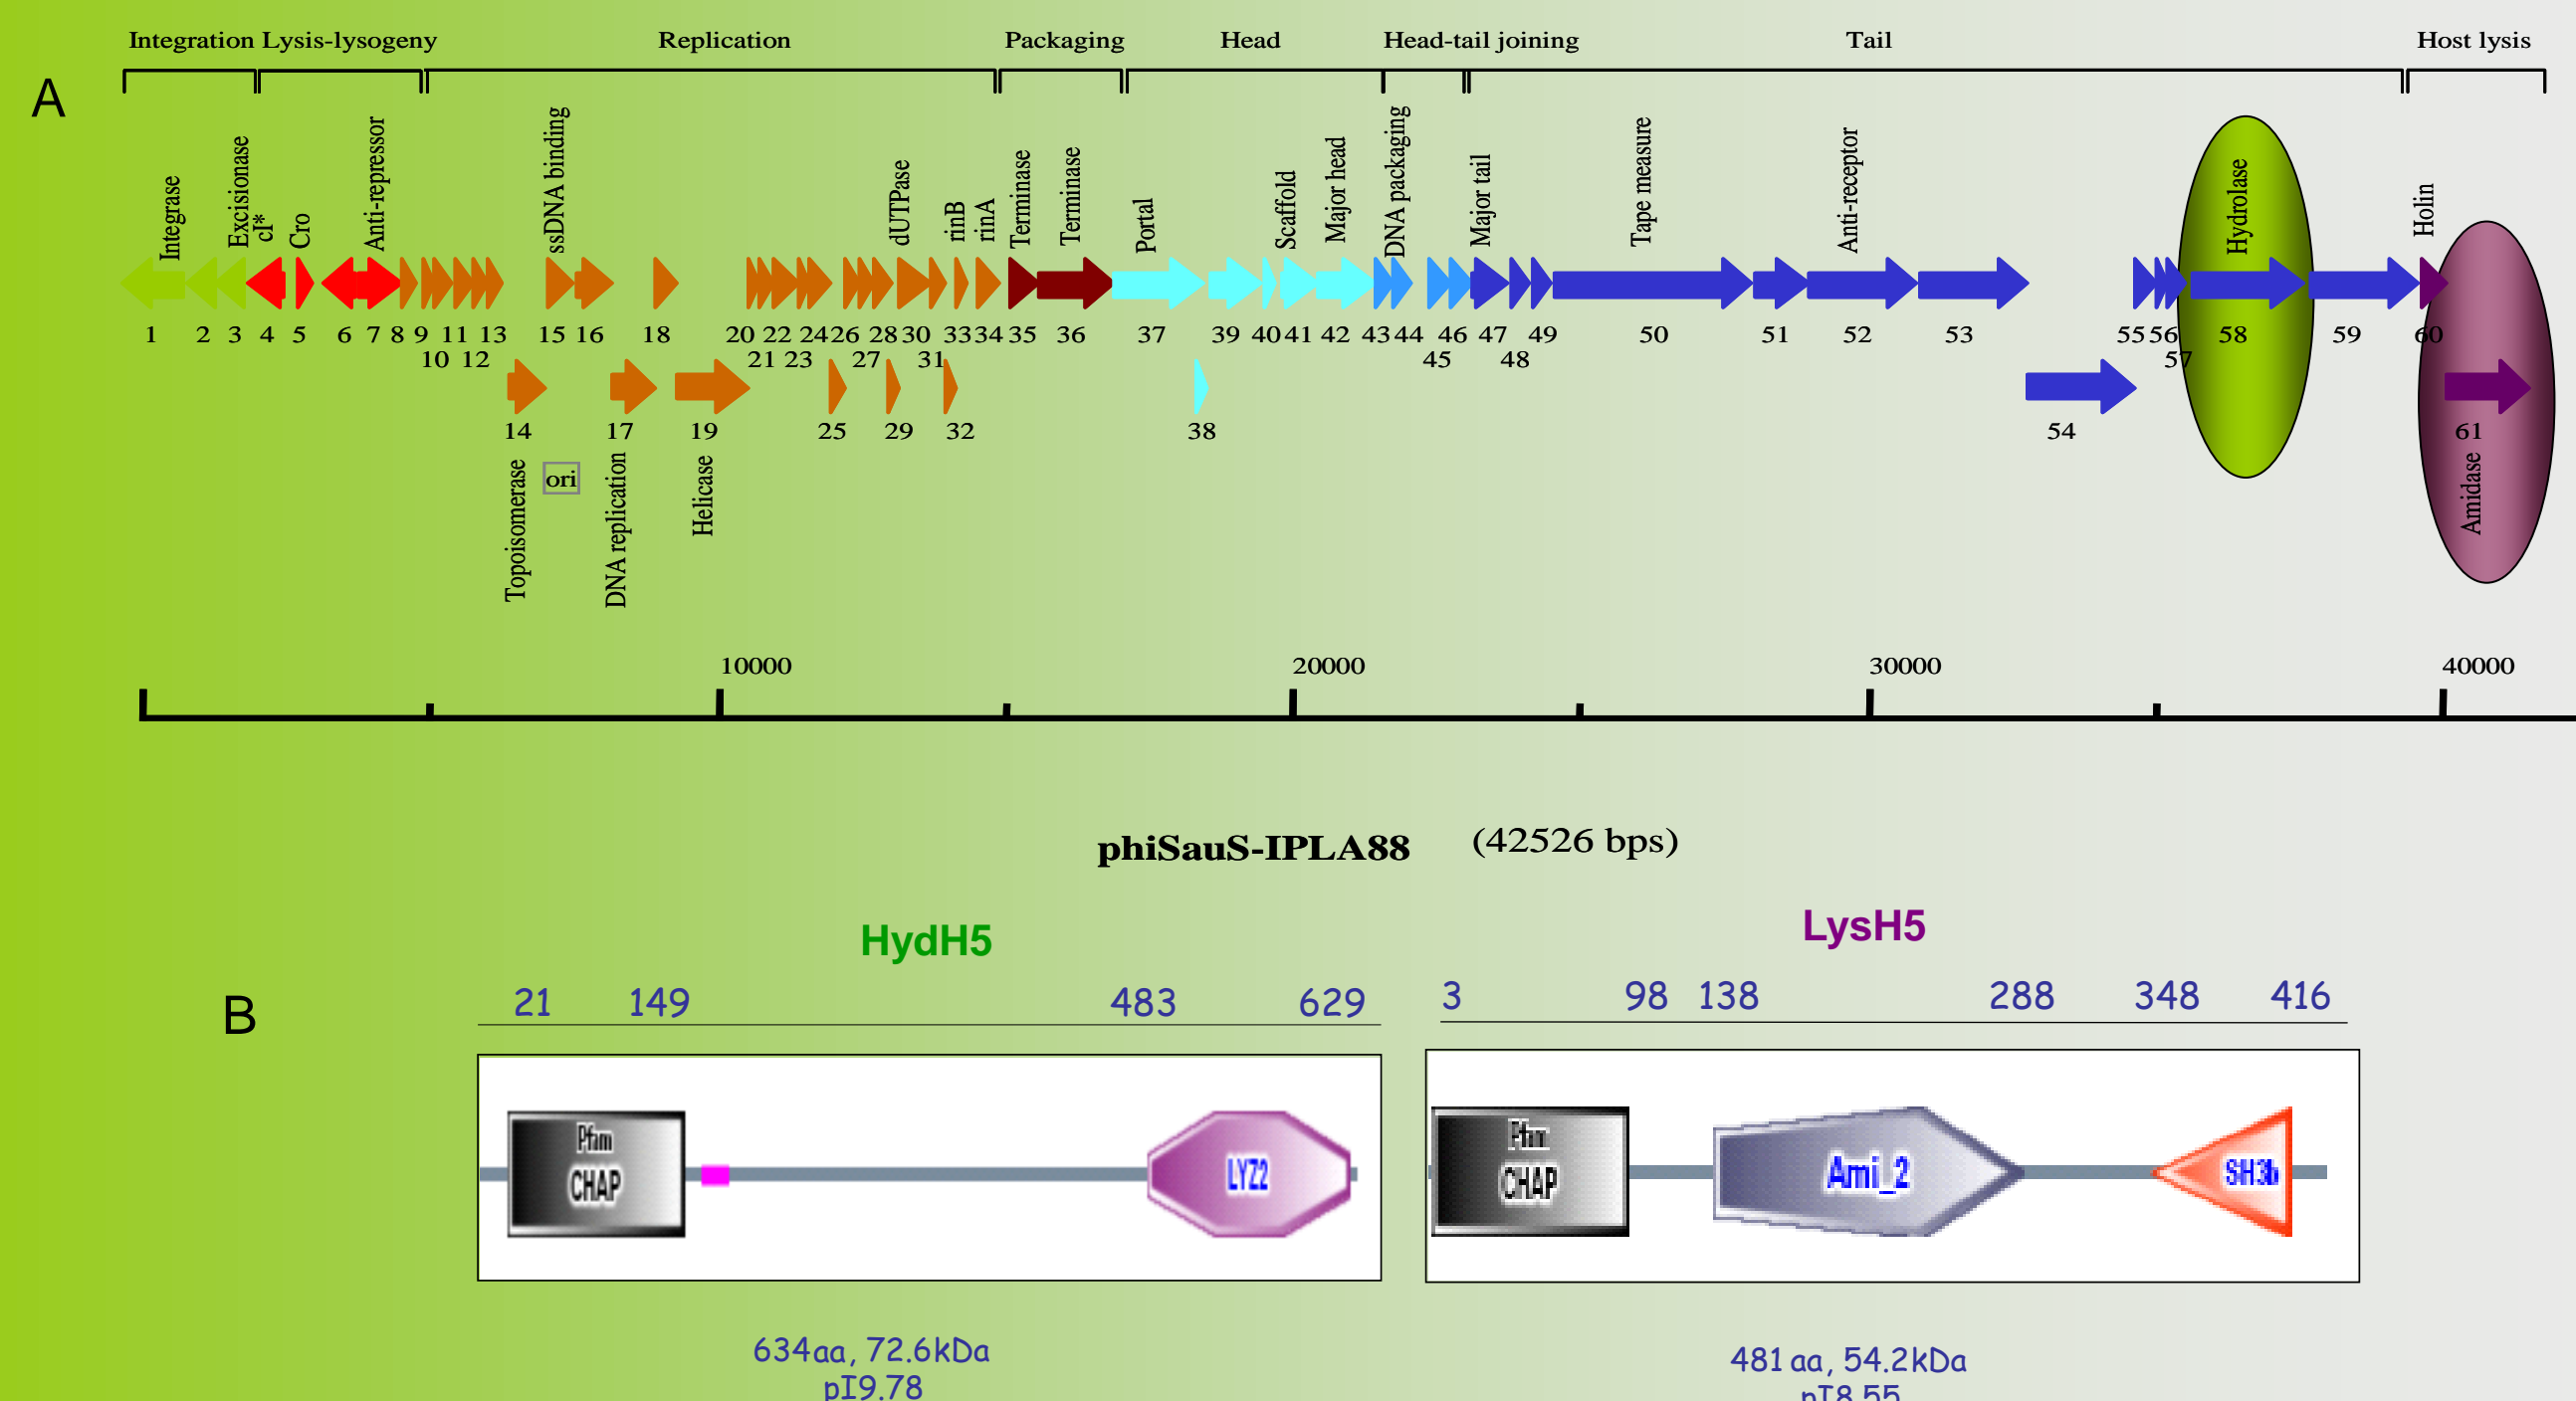 Integration Lysis-lysogeny Replication Packaging Head Head-tail joining Tail Host lysis
A
Integrase
Excisionase
cI*
Cro
Anti-repressor
ssDNA binding
dUTPase
rinB
rinA
Terminase
Terminase
Portal
Scaffold
Major head
DNA packaging
Major tail
Tape measure
Anti-receptor
Hydrolase
Holin
1 2 3 4 5 6 7 8 9 11 13 15 16 18 20 22 24 26 28 30 33 34 35 36 37 39 40 41 42 43 44 46 47 49 50 51 52 53 55 56 58 59 60
10 12 21 23 27 31 45 48 57
14 17 19 25 29 32 38 54 61
Topoisomerase
ori
DNA replication
Helicase
Amidase
10000 20000 30000 40000
phiSauS-IPLA88 (42526 bps)
HydH5 LysH5
B
21 149 483 629
3 98 138 288 348 416
Pfam
CHAP
LYZ2
Pfam
CHAP
Ami_2
SH3b
634aa, 72.6kDa
pI9.78
481 aa, 54.2kDa
pI8.55